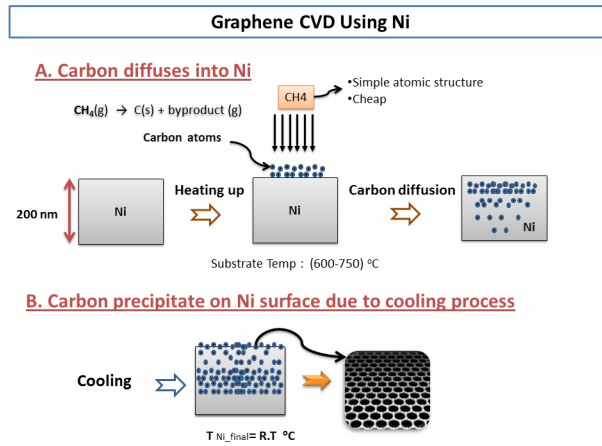 Graphene CVD Using Ni
A. Carbon diffuses into Ni
CH4
•Simple atomic structure
•Cheap
CH₄(g) → C(s) + byproduct (g)
Carbon atoms
200 nm
Ni
Heating up
Ni
Carbon diffusion
Ni
Substrate Temp : (600-750) ºC
B. Carbon precipitate on Ni surface due to cooling process
Cooling
T Ni_final= R.T ºC